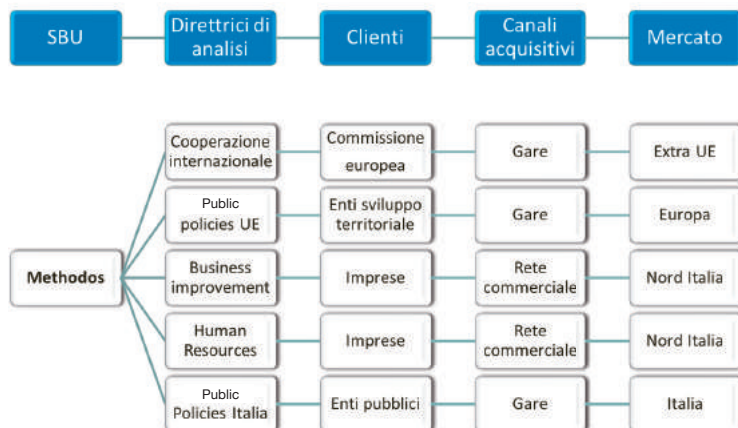 SBU
Direttrici di
analisi
Clienti
Canali
acquisitivi
Mercato
Cooperazione
internazionale
Commissione
europea
Gare
Extra UE
Public
policies UE
Enti sviluppo
territoriale
Gare
Europa
Methodos
Business
improvement
Imprese
Rete
commerciale
Nord Italia
Human
Resources
Imprese
Rete
commerciale
Nord Italia
Public
Policies Italia
Enti pubblici
Gare
Italia